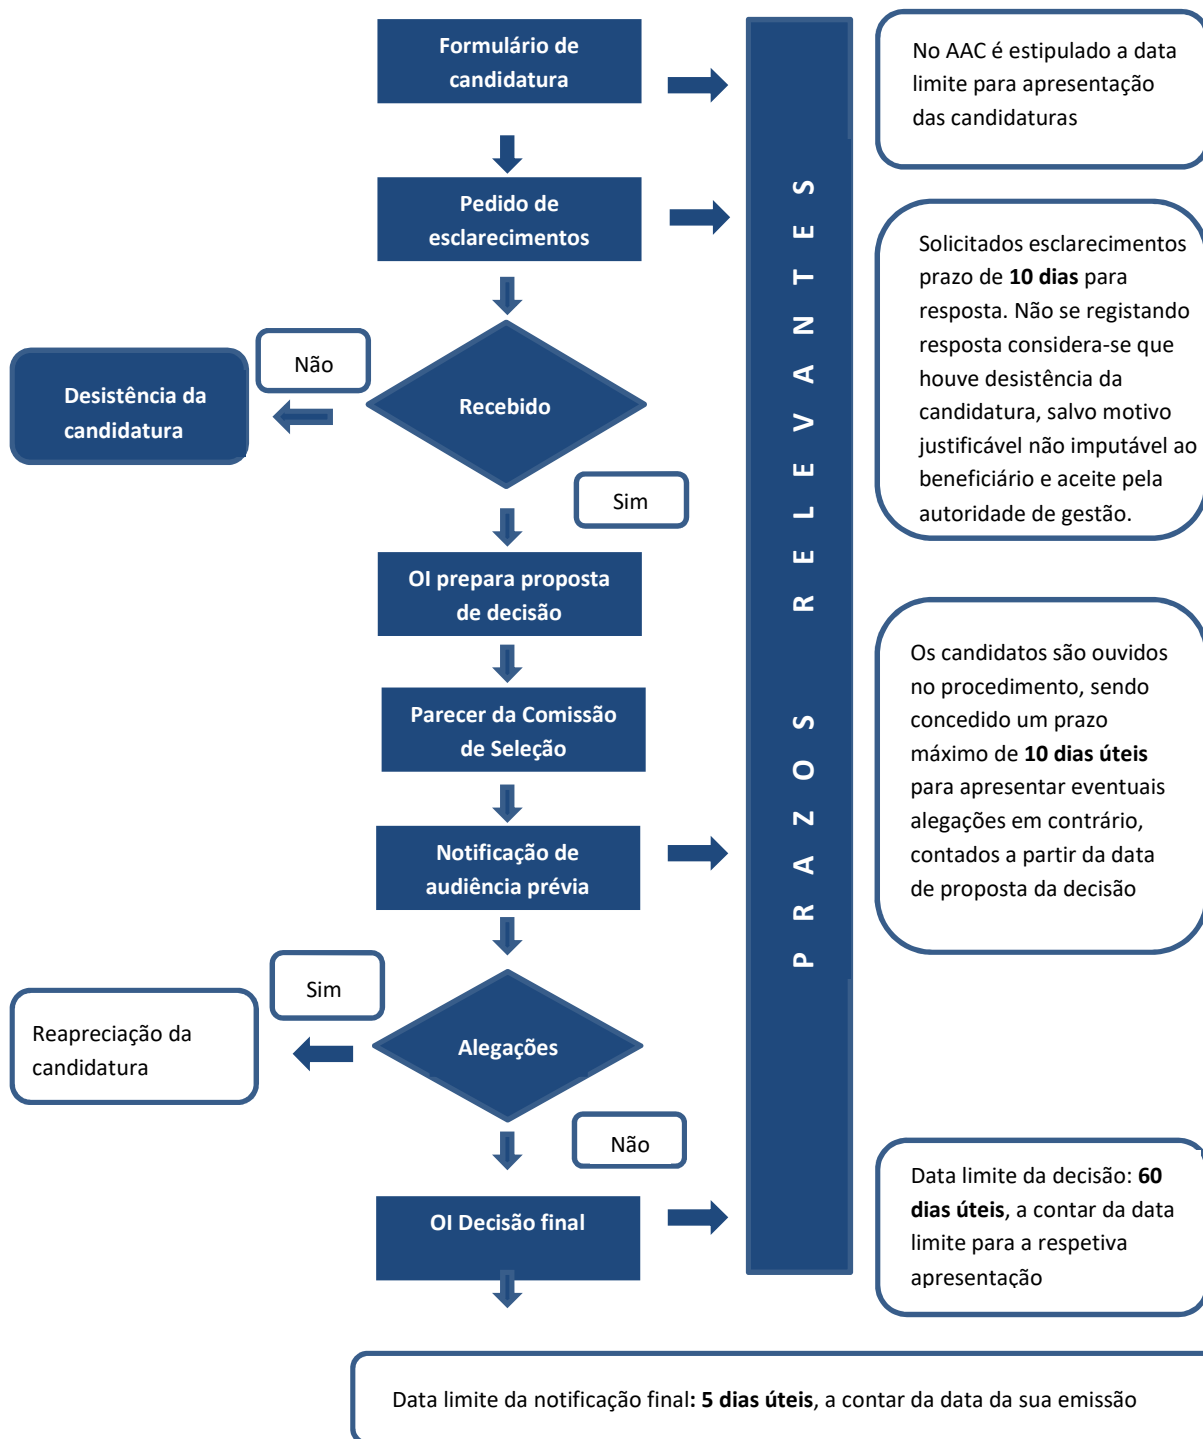 Formulário de
candidatura
No AAC é estipulado a data
limite para apresentação
das candidaturas
Pedido de
esclarecimentos
Solicitados esclarecimentos
prazo de 10 dias para
resposta. Não se registando
resposta considera-se que
houve desistência da
candidatura, salvo motivo
justificável não imputável ao
beneficiário e aceite pela
autoridade de gestão.
Recebido
Não
Desistência da
candidatura
Sim
OI prepara proposta
de decisão
Parecer da Comissão
de Seleção
Notificação de
audiência prévia
Os candidatos são ouvidos
no procedimento, sendo
concedido um prazo
máximo de 10 dias úteis
para apresentar eventuais
alegações em contrário,
contados a partir da data
de proposta da decisão
Alegações
Sim
Reapreciação da
candidatura
Não
OI Decisão final
Data limite da decisão: 60
dias úteis, a contar da data
limite para a respetiva
apresentação
PRAZOS RELEVANTES
Data limite da notificação final: 5 dias úteis, a contar da data da sua emissão